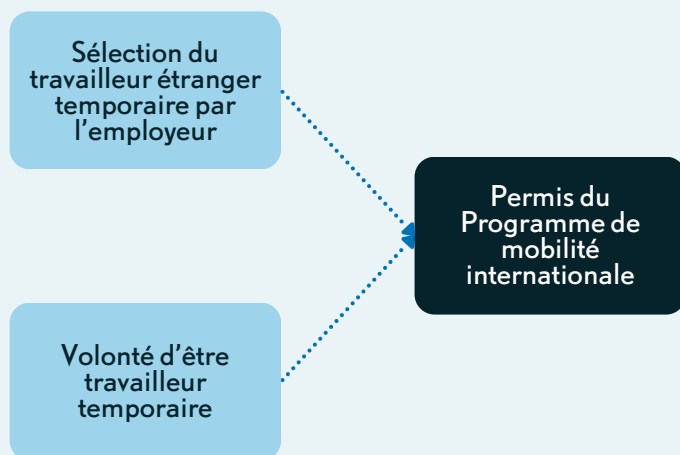 Sélection du
travailleur étranger
temporaire par
l’employeur
Permis du
Programme de
mobilité
internationale
Volonté d’être
travailleur
temporaire